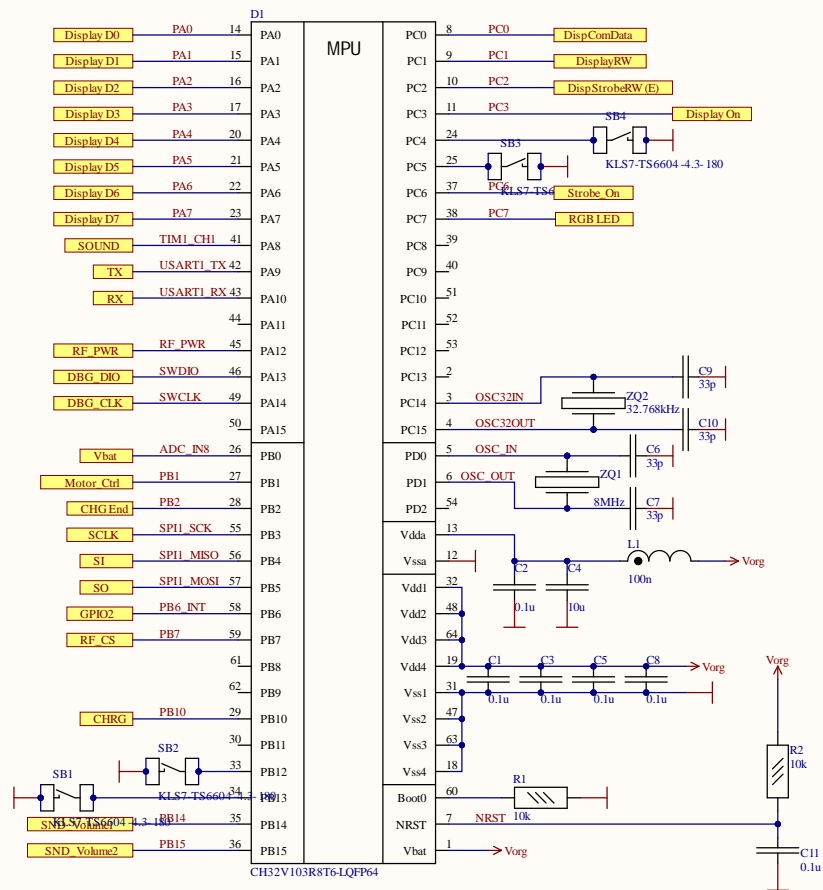 D1
MPU
Display D0 PA0 14 PA0
Display D1 PA1 15 PA1
Display D2 PA2 16 PA2
Display D3 PA3 17 PA3
Display D4 PA4 20 PA4
Display D5 PA5 21 PA5
Display D6 PA6 22 PA6
Display D7 PA7 23 PA7
SOUND TIM1_CH1 41 PA8
TX USART1_TX 42 PA9
RX USART1_RX 43 PA10
44 PA11
RF_PWR RF_PWR 45 PA12
DBG_DIO SWDIO 46 PA13
DBG_CLK SWCLK 49 PA14
50 PA15
Vbat ADC_IN8 26 PB0
Motor_Ctrl PB1 27 PB1
CHG End PB2 28 PB2
SCLK SPI1_SCK 55 PB3
SI SPI1_MISO 56 PB4
SO SPI1_MOSI 57 PB5
GPIO2 PB6_INT 58 PB6
RF_CS PB7 59 PB7
61 PB8
62 PB9
CHRG PB10 29 PB10
30 PB11
SB2
33 PB12
KLS7-TS6604-4.3-180
SB1
34 PB13
KLS7-TS6604-4.3-180
SND_Volume1 PB14 35 PB14
SND_Volume2 PB15 36 PB15
PC0 8 PC0 DispComData
PC1 9 PC1 DisplayRW
PC2 10 PC2 DispStrobeRW (E)
PC3 11 PC3 Display On
SB4
PC4 24
KLS7-TS6604-4.3-180
SB3
PC5 25
KLS7-TS6
PC6 37 PC6 Strobe_On
PC7 38 PC7 RGB LED
PC8 39
PC9 40
PC10 51
PC11 52
PC12 53
PC13 2
PC14 3 OSC32IN
PC15 4 OSC32OUT
C9
33p
ZQ2
32.768kHz
C10
33p
PD0 5 OSC_IN
PD1 6 OSC_OUT
PD2 54
C6
33p
ZQ1
8MHz
C7
33p
Vdda 13
Vssa 12
C2
0.1u
C4
10u
L1
100n
Vorg
Vdd1 32
Vdd2 48
Vdd3 64
Vdd4 19
Vss1 31
Vss2 47
Vss3 63
Vss4 18
C1 C3 C5 C8 Vorg
0.1u 0.1u 0.1u 0.1u
Vorg
R2
10k
Boot0 60
R1
10k
NRST 7 NRST
Vbat 1 Vorg
C11
0.1u
CH32V103R8T6-LQFP64